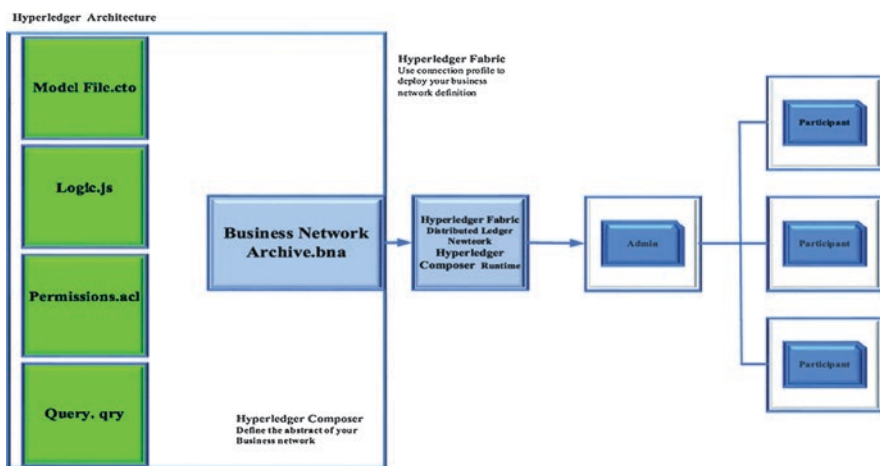 Hyperledger Architecture
Model File.cto
Logic.js
Permissions.acl
Query. qry
Business Network
Archive.bna
Hyperledger Composer
Define the abstract of your
Business network
Hyperledger Fabric
Use connection profile to
deploy your business
network definition
Hyperledger Fabric
Distributed Ledger
Newteork
Hyperledger
Composer Runtime
Admin
Participant
Participant
Participant